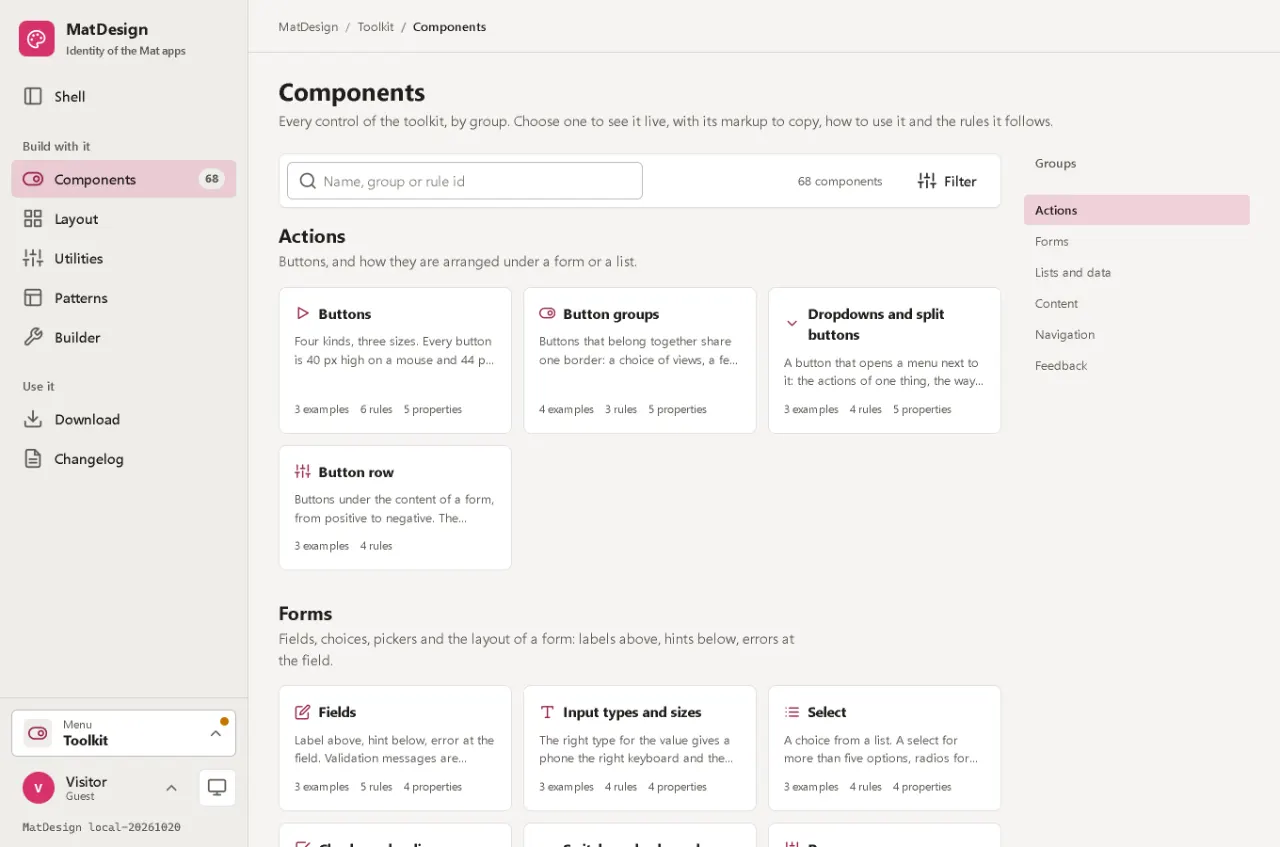 MatDesign
Identity of the Mat apps
Shell
Build with it
Components 68
Layout
Utilities
Patterns
Builder
Use it
Download
Changelog
Menu
Toolkit
V
Visitor
Guest
MatDesign local-20261020
MatDesign / Toolkit / Components
Components
Every control of the toolkit, by group. Choose one to see it live, with its markup to copy, how to use it and the rules it follows.
Name, group or rule id
68 components
Filter
Actions
Buttons, and how they are arranged under a form or a list.
Buttons
Four kinds, three sizes. Every button
is 40 px high on a mouse and 44 p...
3 examples 6 rules 5 properties
Button groups
Buttons that belong together share
one border: a choice of views, a fe...
4 examples 3 rules 5 properties
Dropdowns and split
buttons
A button that opens a menu next to
it: the actions of one thing, the way...
3 examples 4 rules 5 properties
Button row
Buttons under the content of a form,
from positive to negative. The...
3 examples 4 rules
Forms
Fields, choices, pickers and the layout of a form: labels above, hints below, errors at
the field.
Fields
Label above, hint below, error at the
field. Validation messages are...
3 examples 5 rules 4 properties
Input types and sizes
The right type for the value gives a
phone the right keyboard and the...
3 examples 4 rules 4 properties
Select
A choice from a list. A select for
more than five options, radios for...
3 examples 4 rules 4 properties
Groups
Actions
Forms
Lists and data
Content
Navigation
Feedback